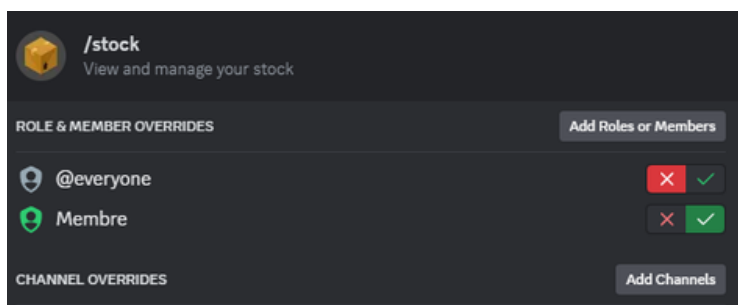 /stock
View and manage your stock
ROLE & MEMBER OVERRIDES
Add Roles or Members
@everyone
Membre
CHANNEL OVERRIDES
Add Channels